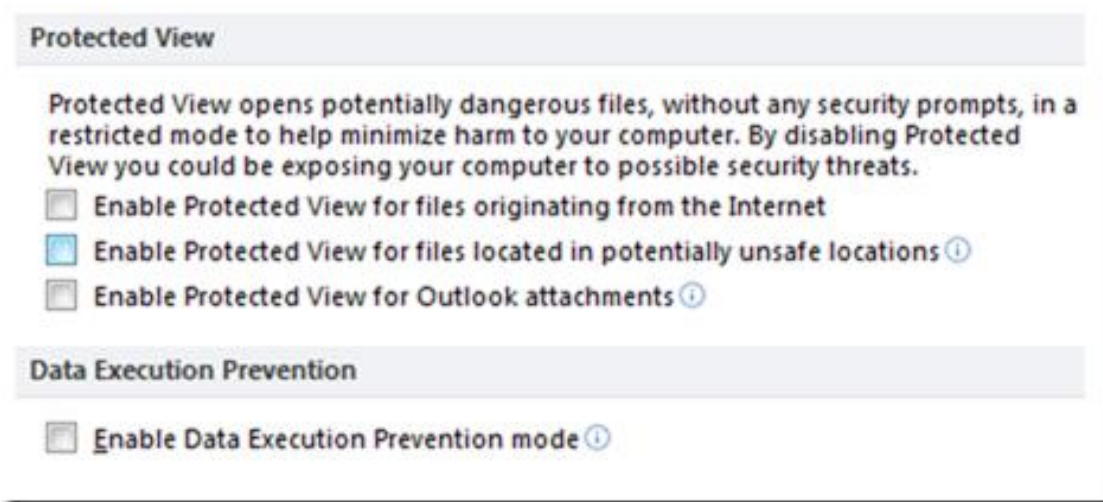 Protected View
Protected View opens potentially dangerous files, without any security prompts, in a
restricted mode to help minimize harm to your computer. By disabling Protected
View you could be exposing your computer to possible security threats.
Enable Protected View for files originating from the Internet
Enable Protected View for files located in potentially unsafe locations
Enable Protected View for Outlook attachments
Data Execution Prevention
Enable Data Execution Prevention mode